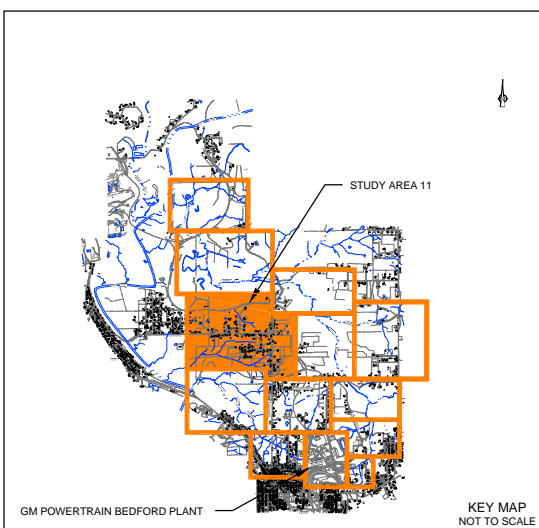 STUDY AREA 11
GM POWERTRAIN BEDFORD PLANT
KEY MAP
NOT TO SCALE